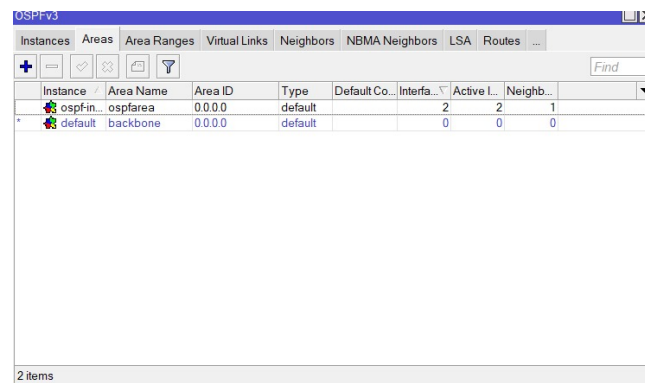 OSPFv3
Instances Areas Area Ranges Virtual Links Neighbors NBMA Neighbors LSA Routes ...
Find
Instance Area Name Area ID Type Default Co... Interfa... Active I... Neighb...
ospf-in... ospfarea 0.0.0.0 default 2 2 1
* default backbone 0.0.0.0 default 0 0 0
2 items